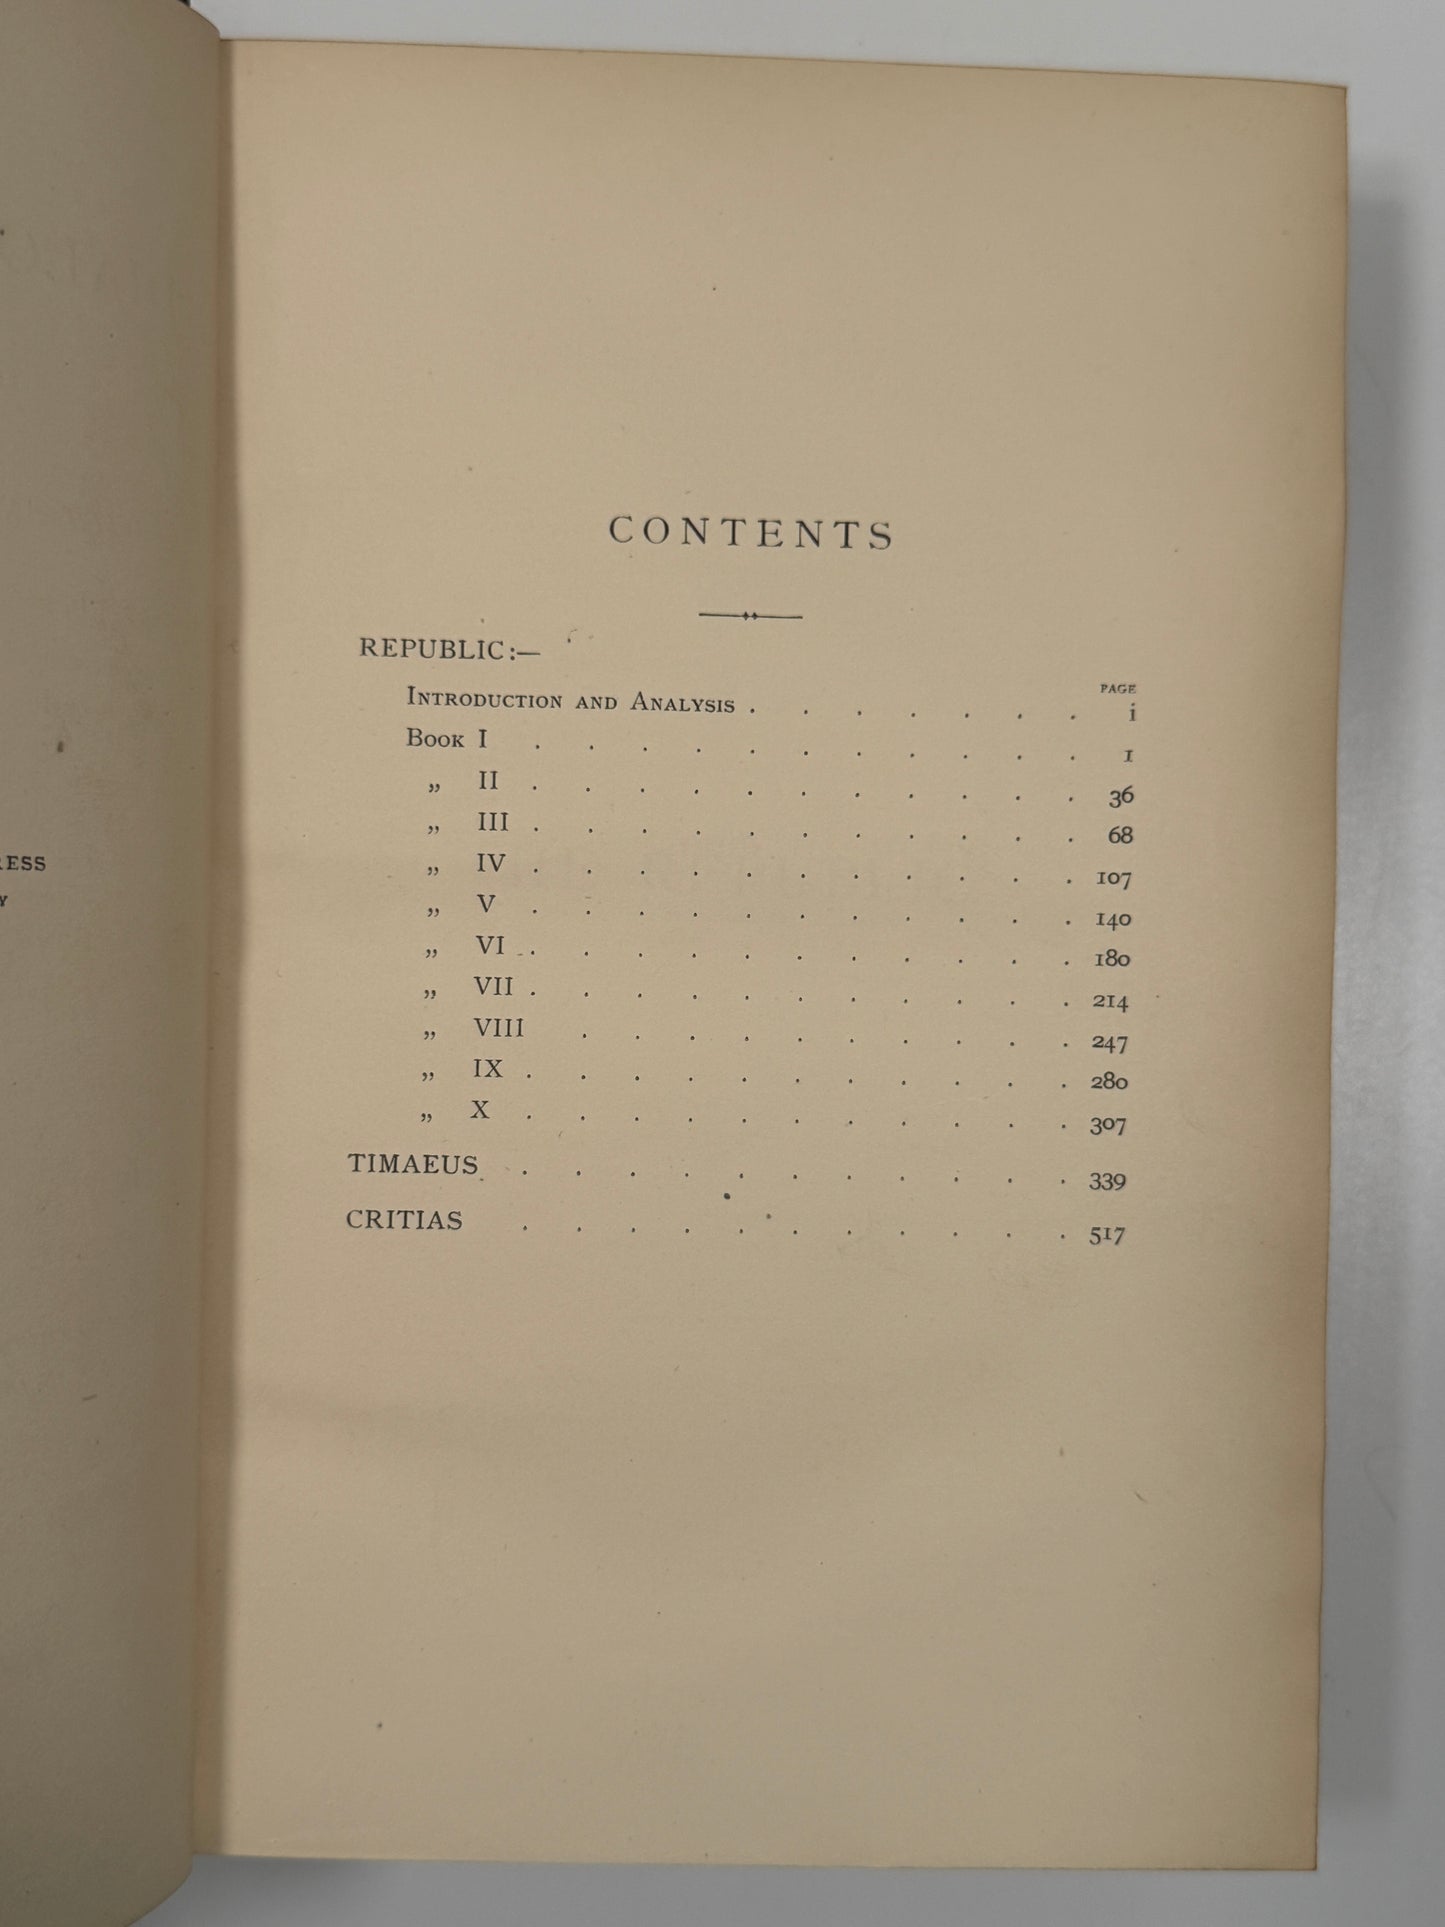 RESS
Y
CONTENTS
REPUBLIC:—
PAGE
INTRODUCTION AND ANALYSIS . . . . . . . i
BOOK I . . . . . . . . . . . 1
„ II . . . . . . . . . . . 36
„ III . . . . . . . . . . . 68
„ IV . . . . . . . . . . . 107
„ V . . . . . . . . . . . 140
„ VI . . . . . . . . . . . 180
„ VII . . . . . . . . . . . 214
„ VIII . . . . . . . . . . 247
„ IX . . . . . . . . . . . 280
„ X . . . . . . . . . . . 307
TIMAEUS . . . . . . . . . . . 339
CRITIAS . . . . . . . . . . . 517